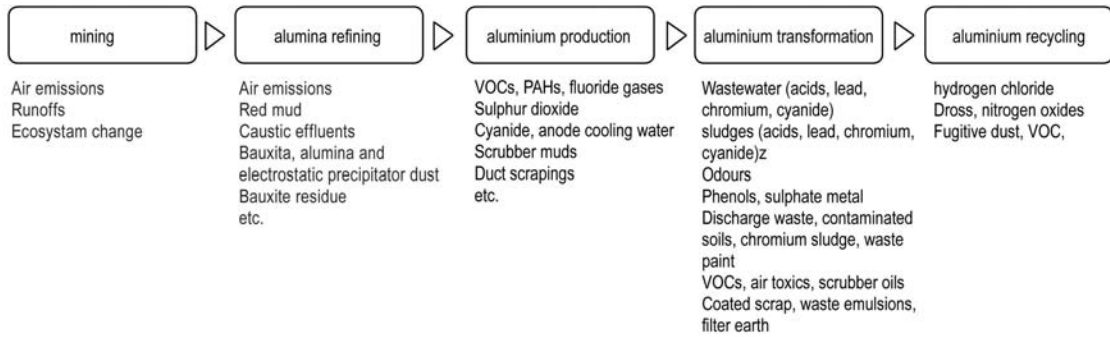 mining
alumina refining
aluminium production
aluminium transformation
aluminium recycling
Air emissions
Runoffs
Ecosystam change
Air emissions
Red mud
Caustic effluents
Bauxita, alumina and
electrostatic precipitator dust
Bauxite residue
etc.
VOCs, PAHs, fluoride gases
Sulphur dioxide
Cyanide, anode cooling water
Scrubber muds
Duct scrapings
etc.
Wastewater (acids, lead,
chromium, cyanide)
sludges (acids, lead, chromium,
cyanide)z
Odours
Phenols, sulphate metal
Discharge waste, contaminated
soils, chromium sludge, waste
paint
VOCs, air toxics, scrubber oils
Coated scrap, waste emulsions,
filter earth
hydrogen chloride
Dross, nitrogen oxides
Fugitive dust, VOC,